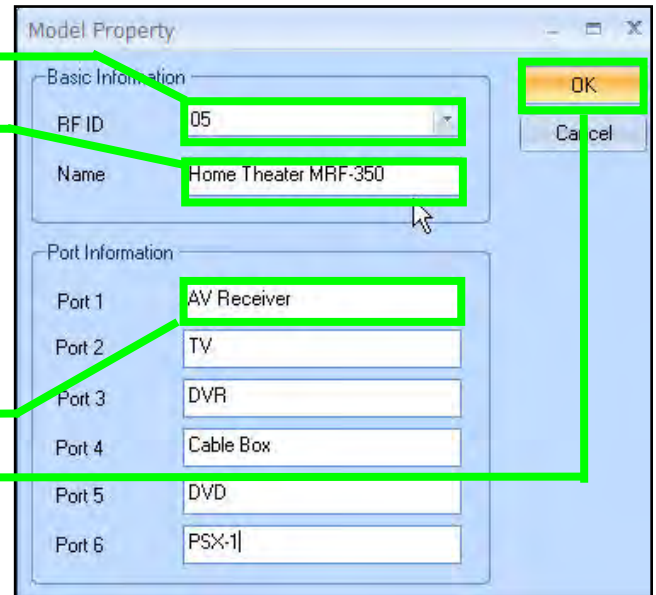 Model Property
Basic Information
OK
RF ID 05
Cancel
Name Home Theater MRF-350
Port Information
Port 1 AV Receiver
Port 2 TV
Port 3 DVR
Port 4 Cable Box
Port 5 DVD
Port 6 PSX-1